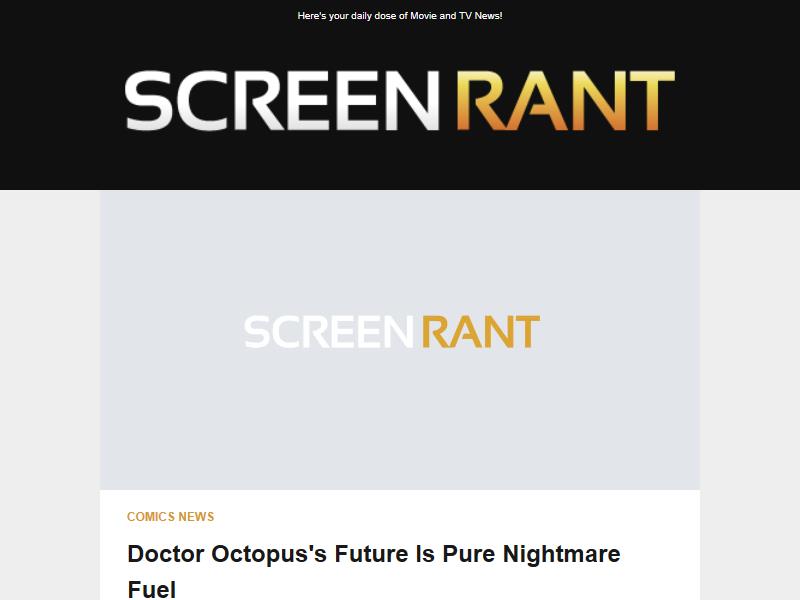 Here's your daily dose of Movie and TV News!
SCREEN RANT
SCREEN RANT
COMICS NEWS
Doctor Octopus's Future Is Pure Nightmare
Fuel